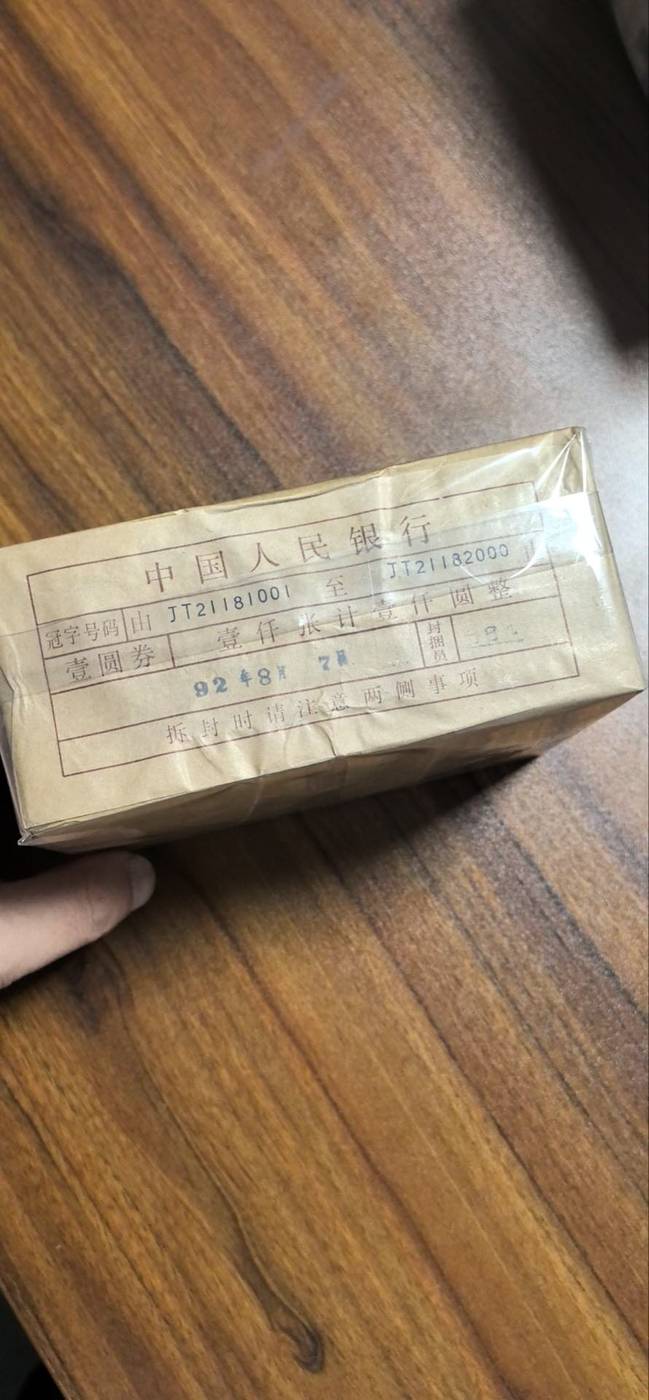 中国人民银行
冠字号码 由 JT21181001 至 JT21182000 止
壹圆券 壹仟张计壹仟圆整
92年8月 7日 封捆员
拆封时请注意两侧事项